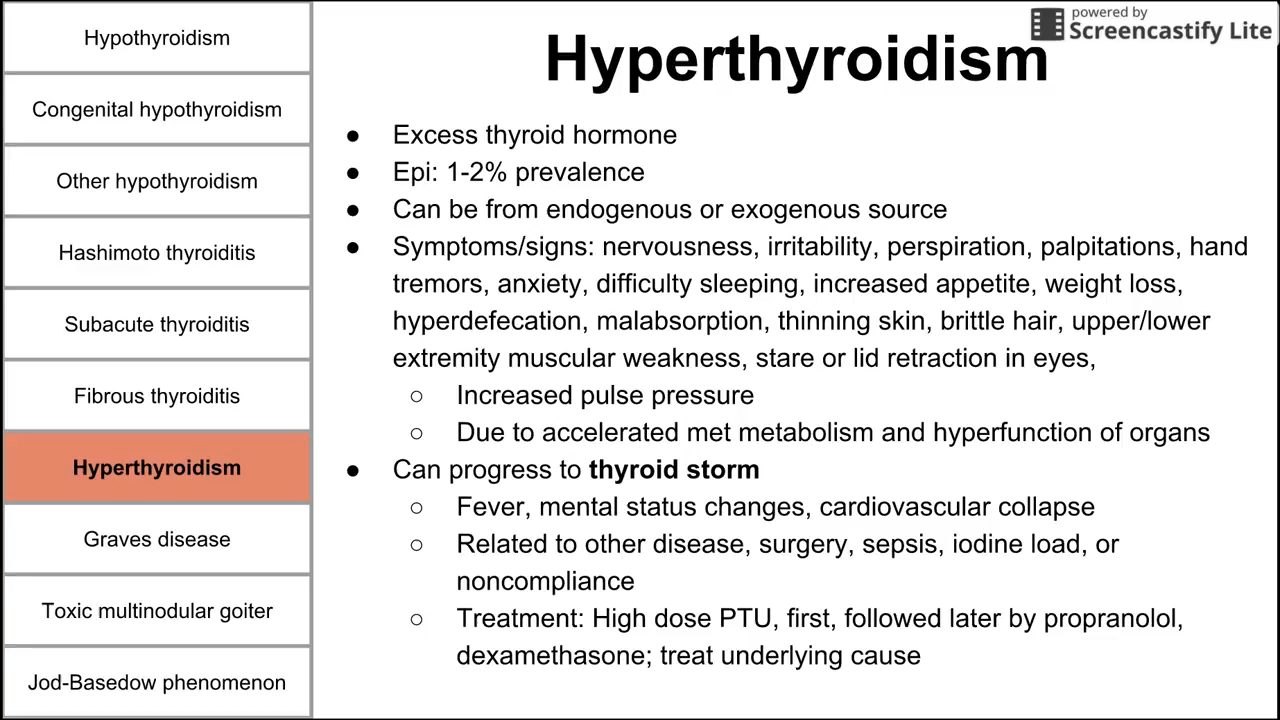 Hypothyroidism
Congenital hypothyroidism
Other hypothyroidism
Hashimoto thyroiditis
Subacute thyroiditis
Fibrous thyroiditis
Hyperthyroidism
Graves disease
Toxic multinodular goiter
Jod-Basedow phenomenon
powered by
Screencastify Lite
Hyperthyroidism
● Excess thyroid hormone
● Epi: 1-2% prevalence
● Can be from endogenous or exogenous source
● Symptoms/signs: nervousness, irritability, perspiration, palpitations, hand
tremors, anxiety, difficulty sleeping, increased appetite, weight loss,
hyperdefecation, malabsorption, thinning skin, brittle hair, upper/lower
extremity muscular weakness, stare or lid retraction in eyes,
○ Increased pulse pressure
○ Due to accelerated met metabolism and hyperfunction of organs
● Can progress to thyroid storm
○ Fever, mental status changes, cardiovascular collapse
○ Related to other disease, surgery, sepsis, iodine load, or
noncompliance
○ Treatment: High dose PTU, first, followed later by propranolol,
dexamethasone; treat underlying cause